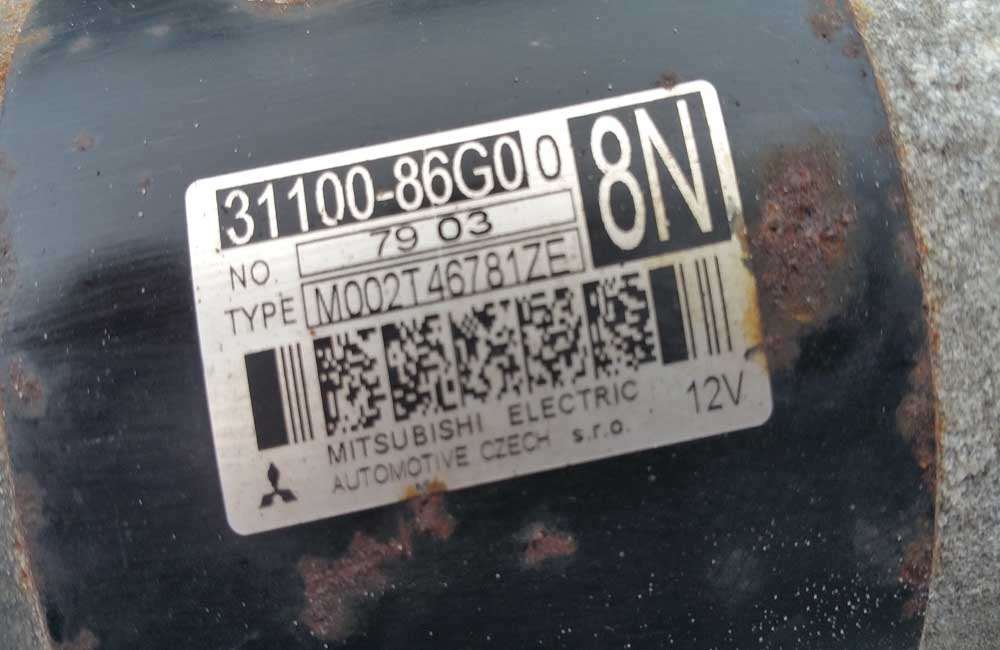 31100-86G00 8N
NO. 79 03
TYPE M002T46781ZE
MITSUBISHI ELECTRIC 12V
AUTOMOTIVE CZECH s.r.o.